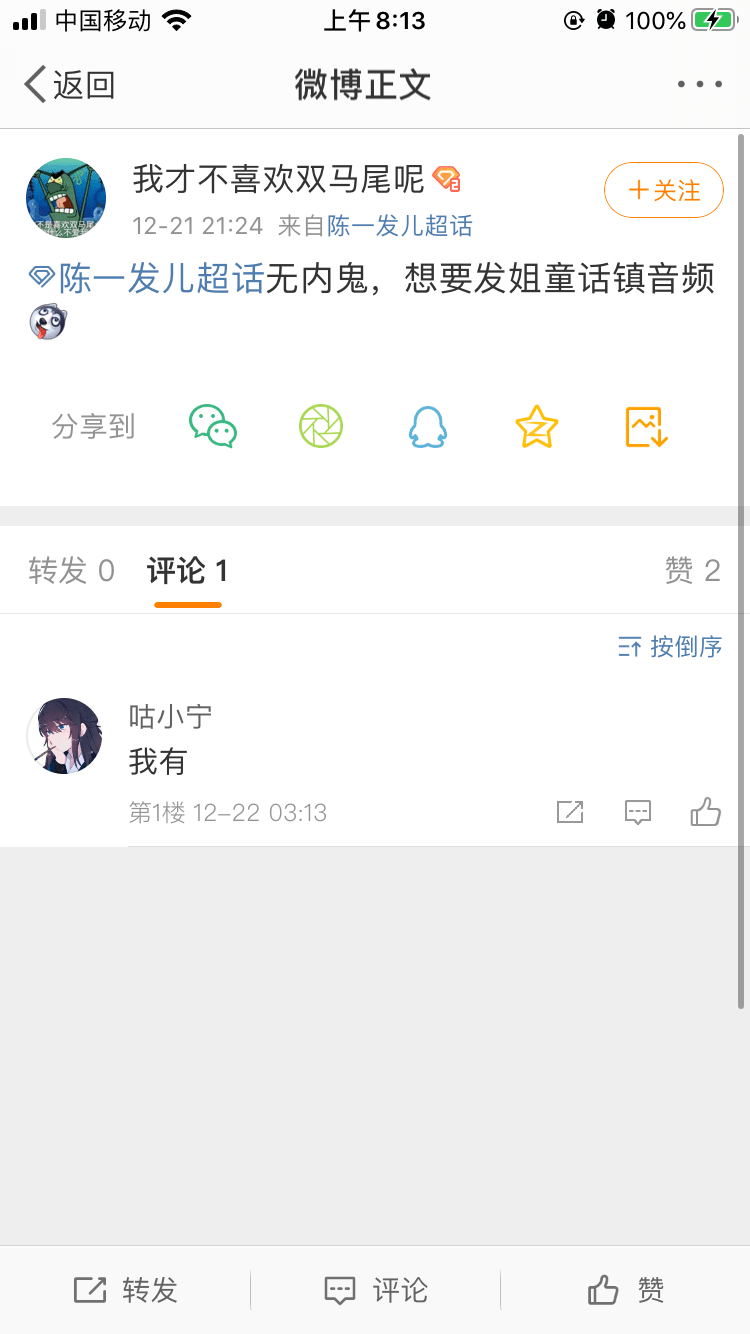 中国移动
上午8:13
100%
返回
微博正文
我才不喜欢双马尾呢
2
+关注
12-21 21:24 来自陈一发儿超话
陈一发儿超话无内鬼，想要发姐童话镇音频
分享到
转发 0
评论 1
赞 2
按倒序
咕小宁
我有
第1楼 12-22 03:13
转发
评论
赞